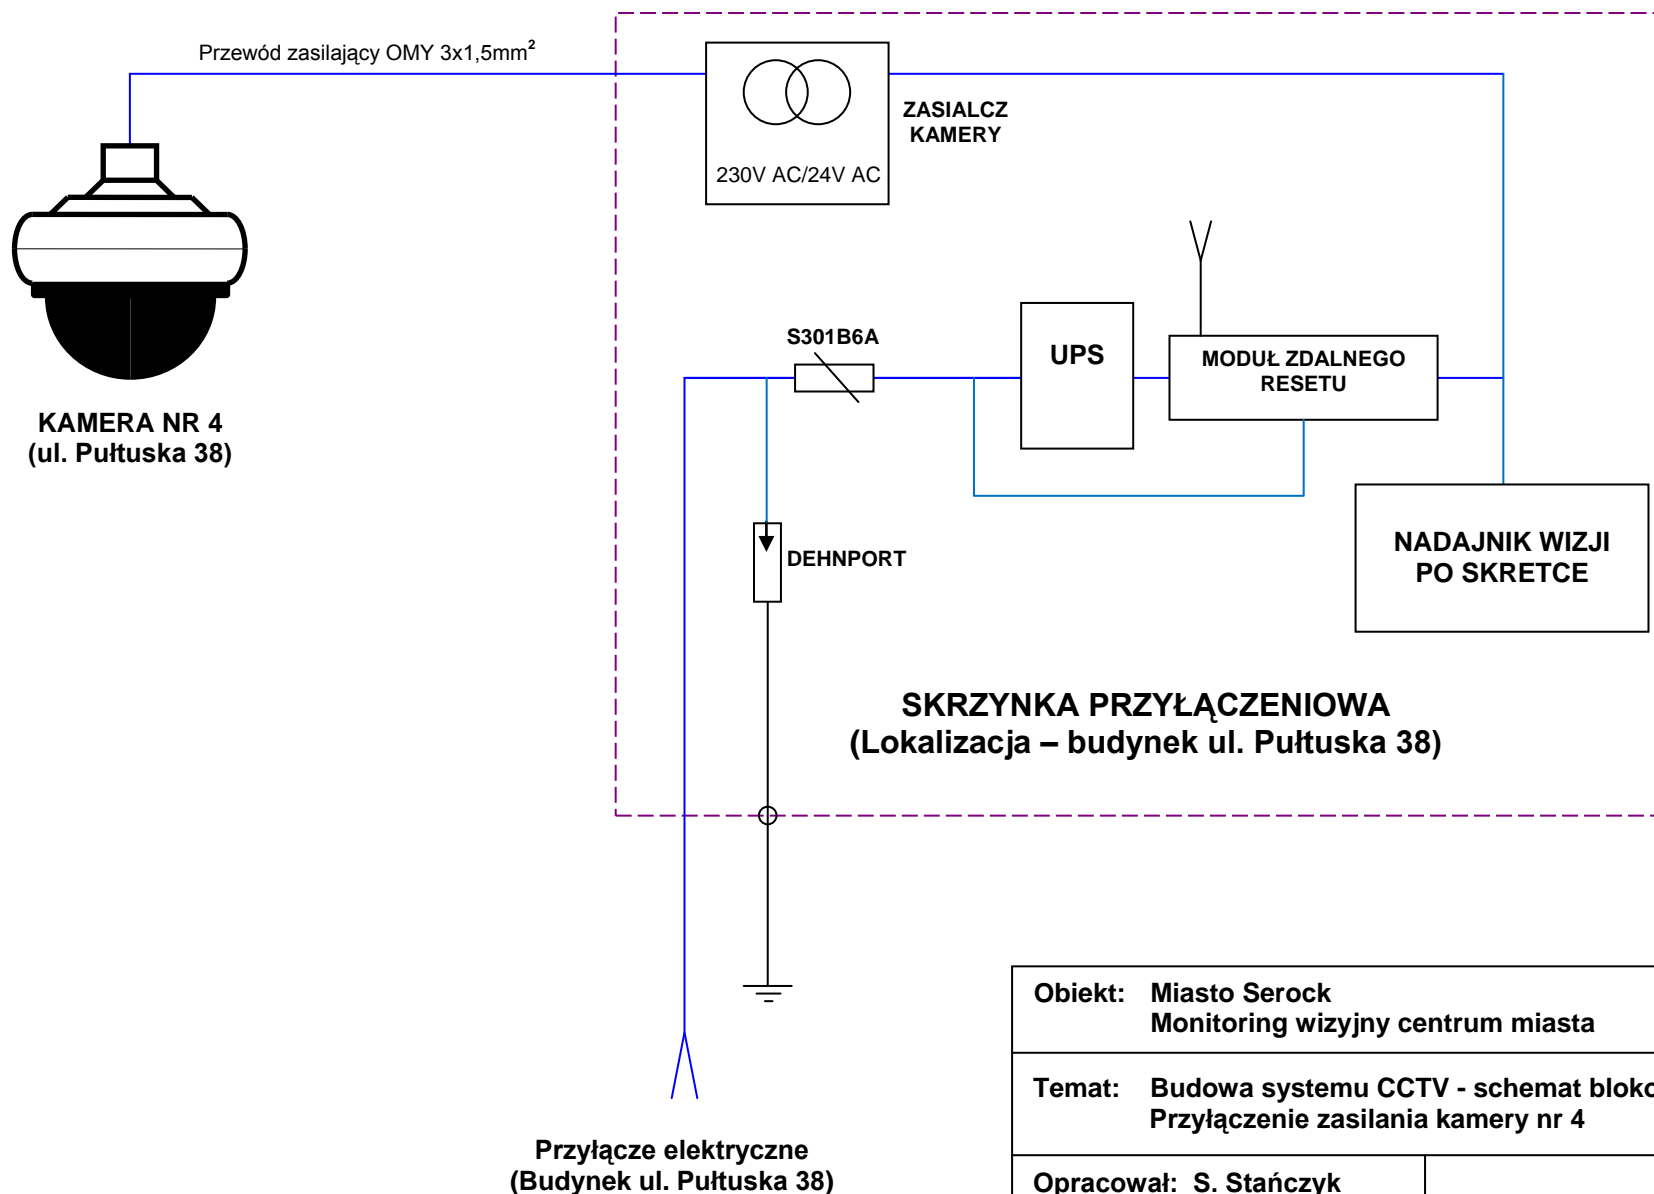 Przewód zasilający OMY 3x1,5mm²
ZASIALCZ
KAMERY
230V AC/24V AC
S301B6A
UPS
MODUŁ ZDALNEGO
RESETU
KAMERA NR 4
(ul. Pułtuska 38)
DEHNPORT
NADAJNIK WIZJI
PO SKRETCE
SKRZYNKA PRZYŁĄCZENIOWA
(Lokalizacja – budynek ul. Pułtuska 38)
Obiekt: Miasto Serock
Monitoring wizyjny centrum miasta
Temat: Budowa systemu CCTV - schemat bloko
Przyłączenie zasilania kamery nr 4
Opracował: S. Stańczyk
Przyłącze elektryczne
(Budynek ul. Pułtuska 38)